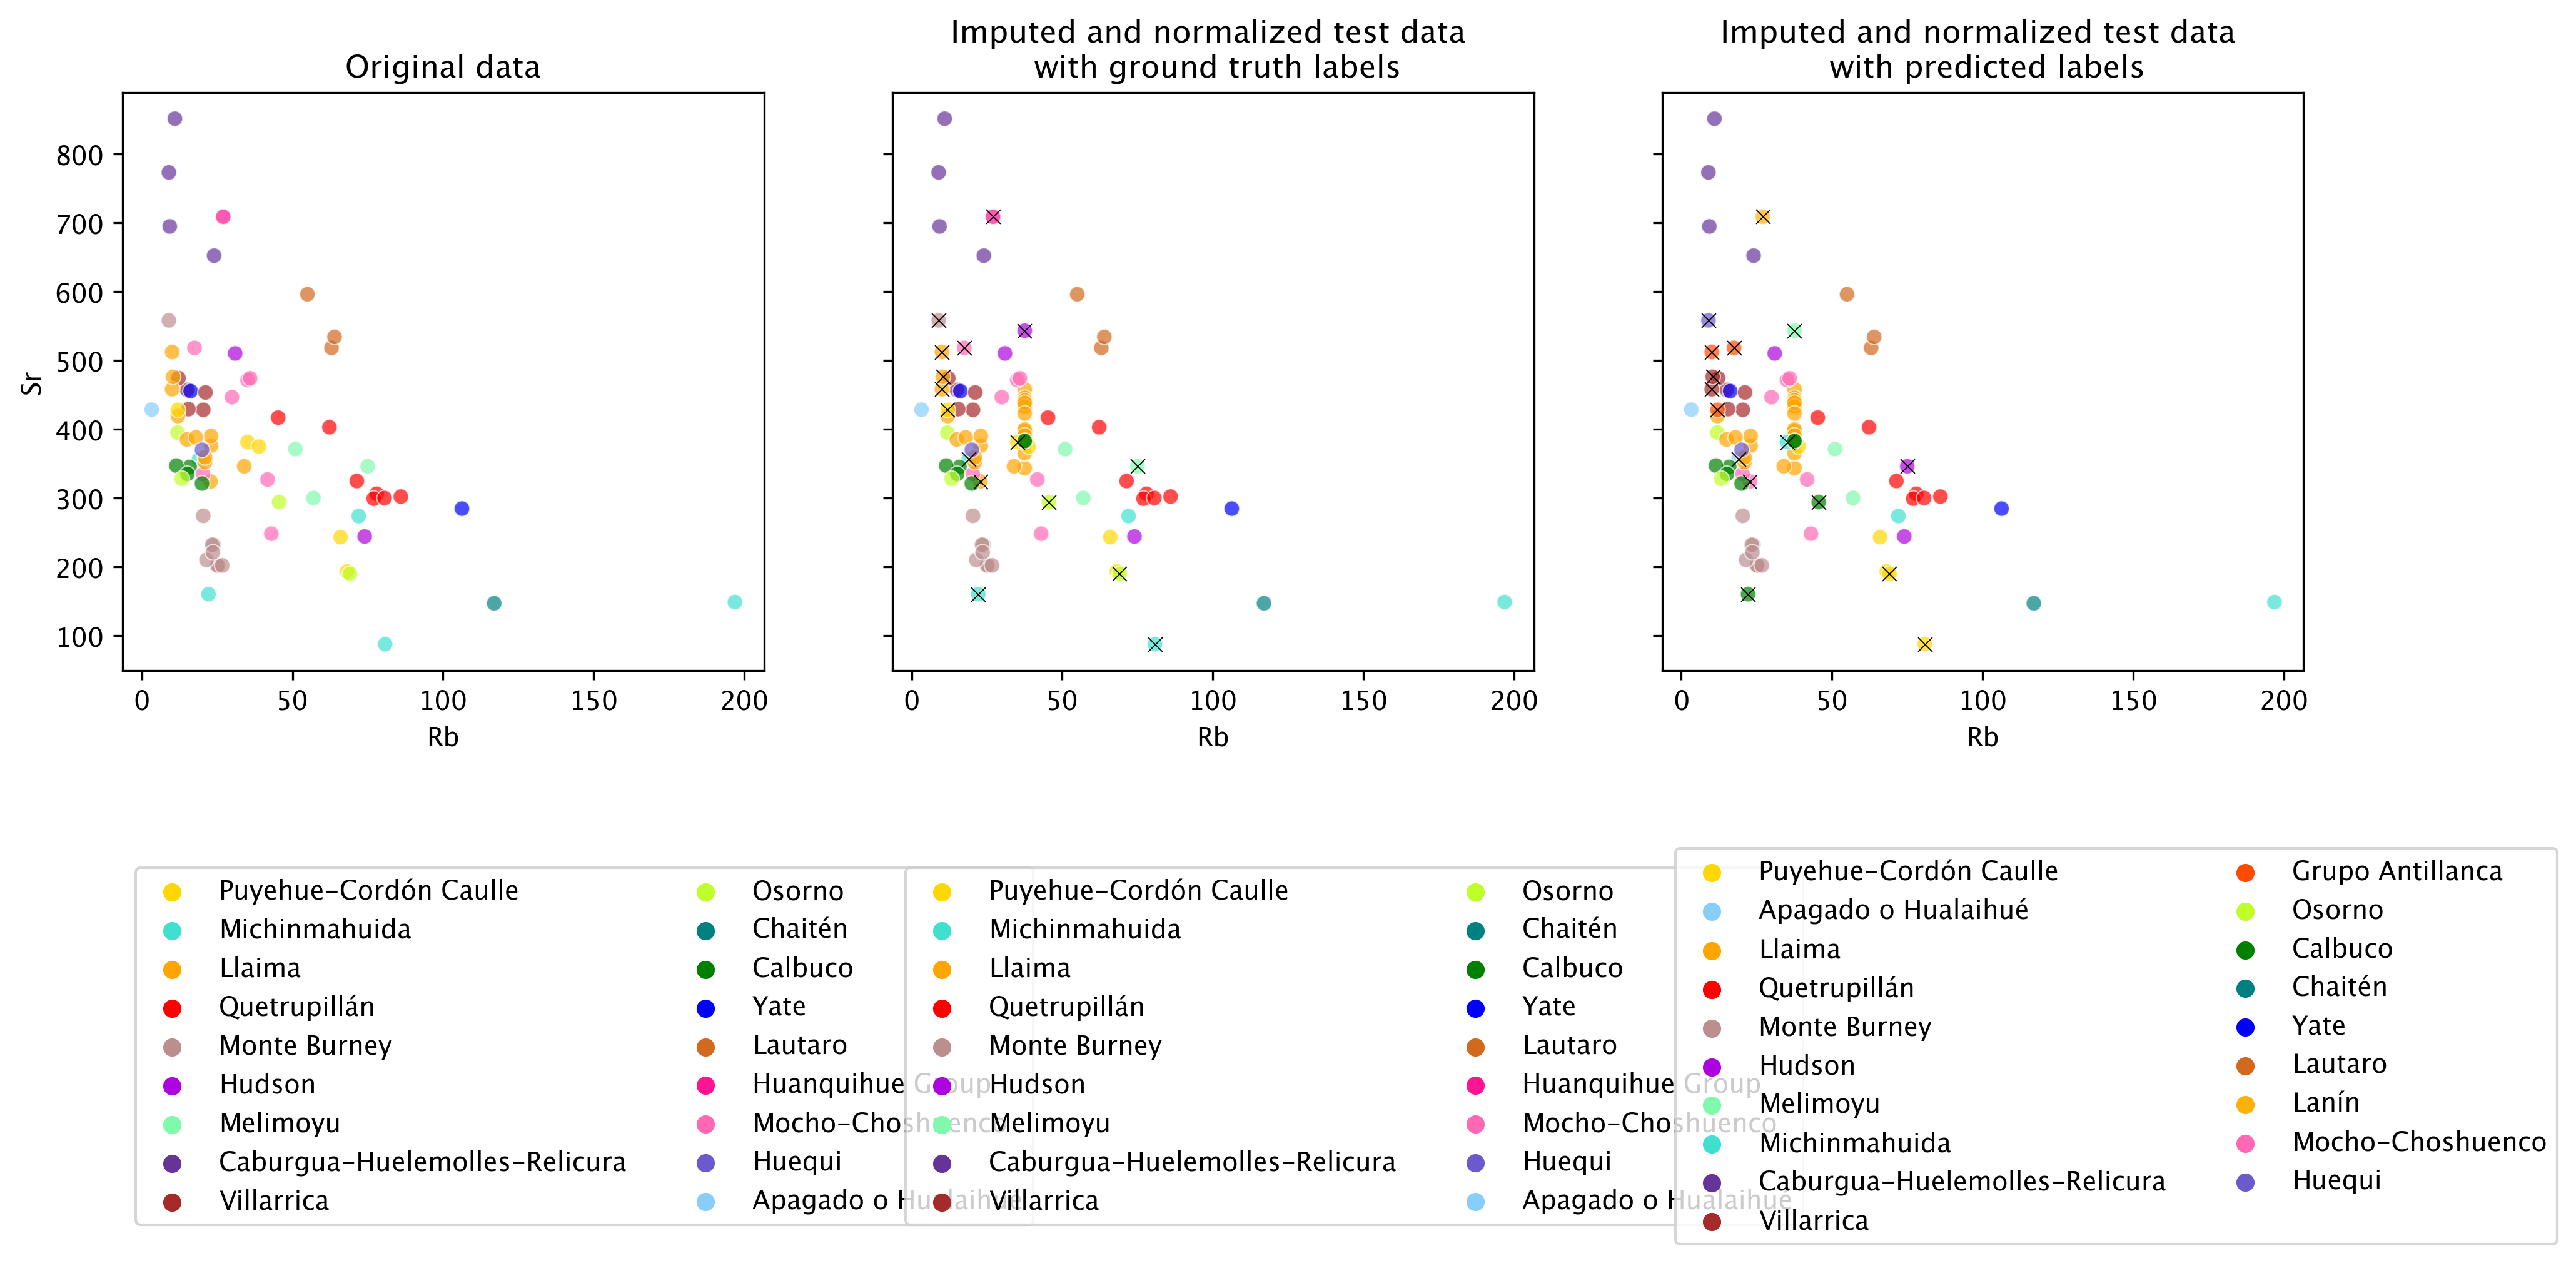 Original data
Imputed and normalized test data
with ground truth labels
Imputed and normalized test data
with predicted labels
Sr
800
700
600
500
400
300
200
100
0 50 100 150 200
Rb
0 50 100 150 200
Rb
0 50 100 150 200
Rb
Puyehue-Cordón Caulle
Michinmahuida
Llaima
Quetrupillán
Monte Burney
Hudson
Melimoyu
Caburgua-Huelemolles-Relicura
Villarrica
Osorno
Chaitén
Calbuco
Yate
Lautaro
Huanquihue Group
Mocho-Choshuenco
Huequi
Apagado o Hualaihué
Puyehue-Cordón Caulle
Michinmahuida
Llaima
Quetrupillán
Monte Burney
Hudson
Melimoyu
Caburgua-Huelemolles-Relicura
Villarrica
Osorno
Chaitén
Calbuco
Yate
Lautaro
Huanquihue Group
Mocho-Choshuenco
Huequi
Apagado o Hualaihué
Puyehue-Cordón Caulle
Apagado o Hualaihué
Llaima
Quetrupillán
Monte Burney
Hudson
Melimoyu
Michinmahuida
Caburgua-Huelemolles-Relicura
Villarrica
Grupo Antillanca
Osorno
Calbuco
Chaitén
Yate
Lautaro
Lanín
Mocho-Choshuenco
Huequi